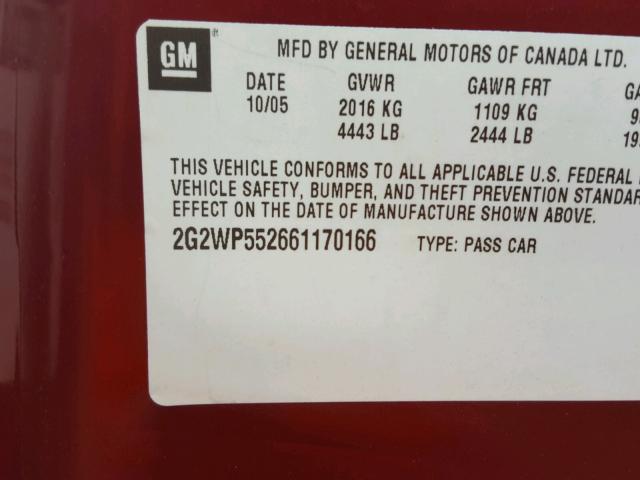 GM
MFD BY GENERAL MOTORS OF CANADA LTD.
DATE GVWR GAWR FRT
10/05 2016 KG 1109 KG
4443 LB 2444 LB
THIS VEHICLE CONFORMS TO ALL APPLICABLE U.S. FEDERAL
VEHICLE SAFETY, BUMPER, AND THEFT PREVENTION STANDAR
EFFECT ON THE DATE OF MANUFACTURE SHOWN ABOVE.
2G2WP552661170166 TYPE: PASS CAR